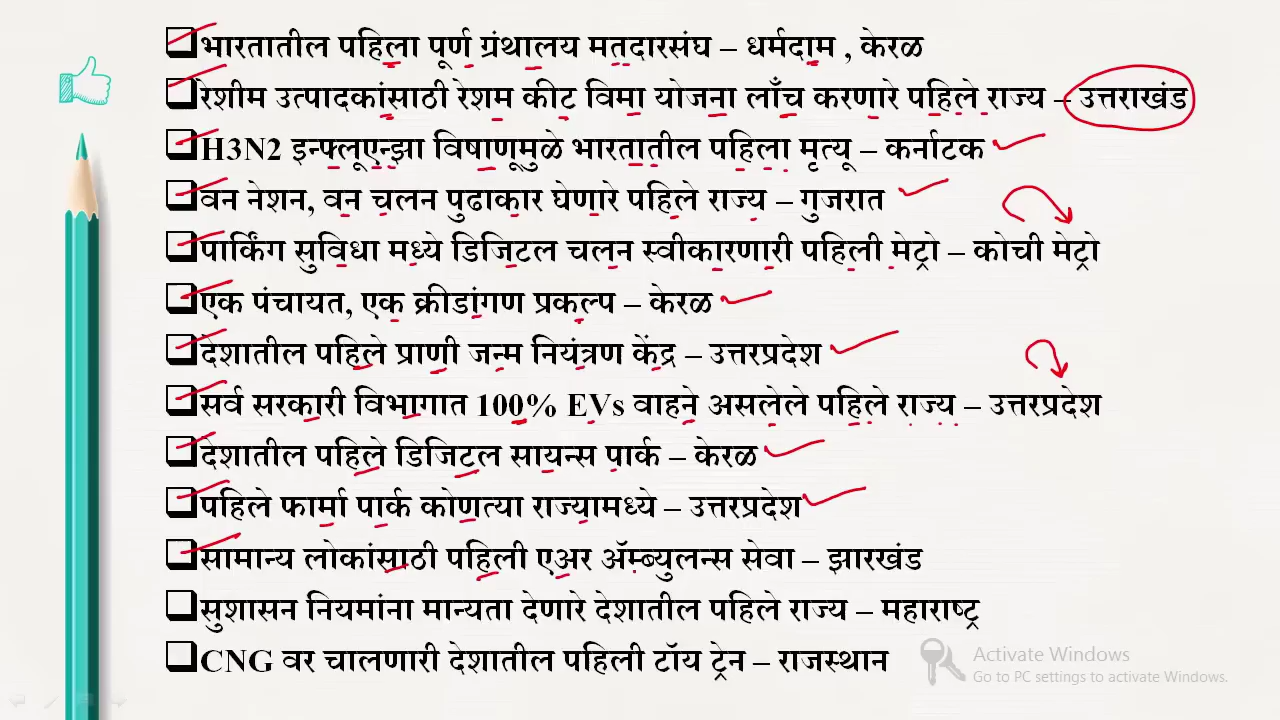 भारतातील पहिला पूर्ण ग्रंथालय मतदारसंघ – धर्मदाम , केरळ
रेशीम उत्पादकांसाठी रेशम कीट विमा योजना लाँच करणारे पहिले राज्य – उत्तराखंड
H3N2 इन्फ्लूएन्झा विषाणूमुळे भारतातील पहिला मृत्यू – कर्नाटक
वन नेशन, वन चलन पुढाकार घेणारे पहिले राज्य – गुजरात
पार्किंग सुविधा मध्ये डिजिटल चलन स्वीकारणारी पहिली मेट्रो – कोची मेट्रो
एक पंचायत, एक क्रीडांगण प्रकल्प – केरळ
देशातील पहिले प्राणी जन्म नियंत्रण केंद्र – उत्तरप्रदेश
सर्व सरकारी विभागात 100% EVs वाहने असलेले पहिले राज्य – उत्तरप्रदेश
देशातील पहिले डिजिटल सायन्स पार्क – केरळ
पहिले फार्मा पार्क कोणत्या राज्यामध्ये – उत्तरप्रदेश
सामान्य लोकांसाठी पहिली एअर ॲम्ब्युलन्स सेवा – झारखंड
सुशासन नियमांना मान्यता देणारे देशातील पहिले राज्य – महाराष्ट्र
CNG वर चालणारी देशातील पहिली टॉय ट्रेन – राजस्थान
Activate Windows
Go to PC settings to activate Windows.